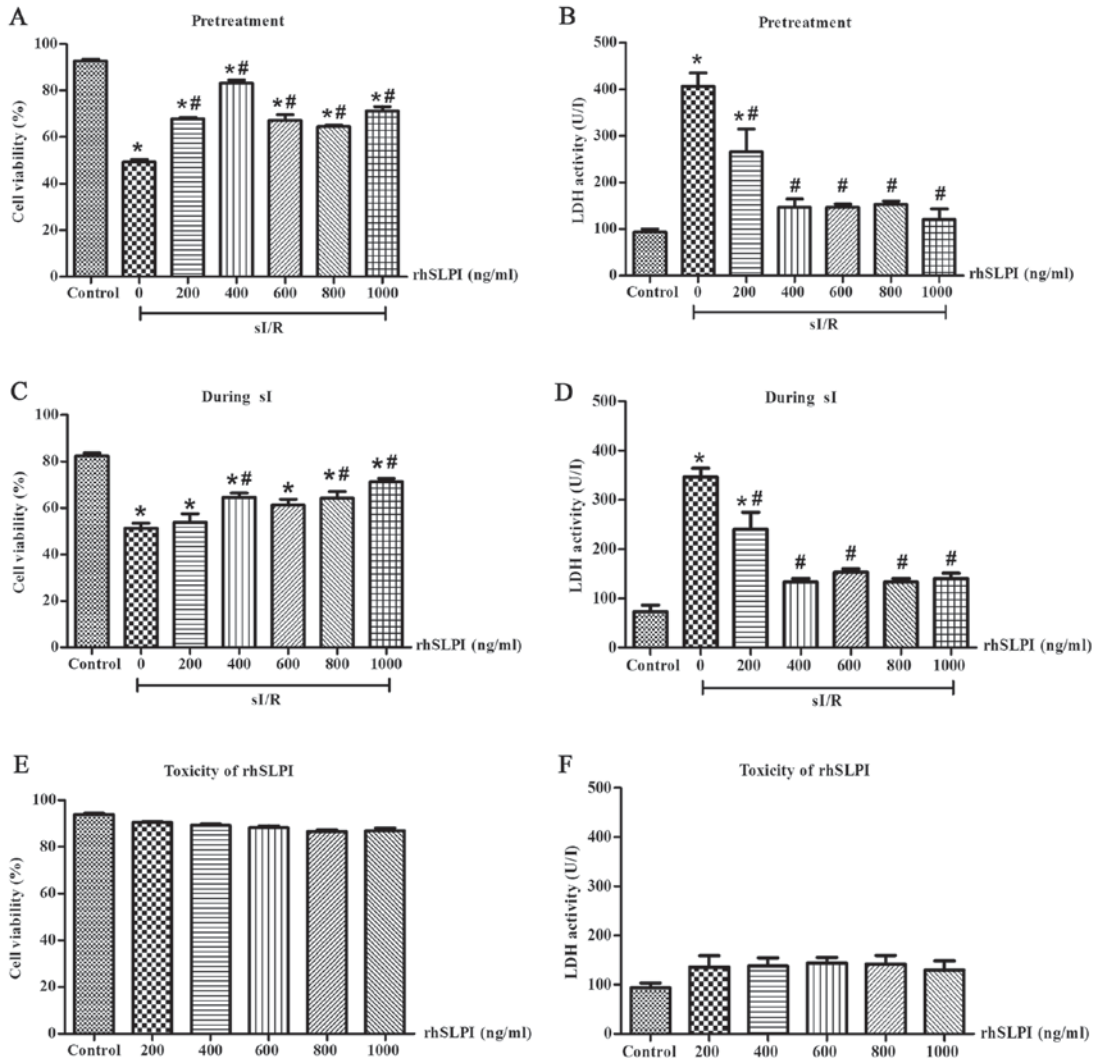 A
Pretreatment
Cell viability (%)
100
80
60
40
20
0
*
*#
*#
*#
*#
*#
Control 0 200 400 600 800 1000 rhSLPI (ng/ml)
sI/R
B
Pretreatment
LDH activity (U/I)
500
400
300
200
100
0
*
*#
#
#
#
#
Control 0 200 400 600 800 1000 rhSLPI (ng/ml)
sI/R
C
During sI
Cell viability (%)
100
80
60
40
20
0
*
*
*#
*
*#
*#
Control 0 200 400 600 800 1000 rhSLPI (ng/ml)
sI/R
D
During sI
LDH activity (U/I)
500
400
300
200
100
0
*
*#
#
#
#
#
Control 0 200 400 600 800 1000 rhSLPI (ng/ml)
sI/R
E
Toxicity of rhSLPI
Cell viability (%)
100
80
60
40
20
0
Control 200 400 600 800 1000 rhSLPI (ng/ml)
F
Toxicity of rhSLPI
LDH activity (U/I)
500
400
300
200
100
0
Control 200 400 600 800 1000 rhSLPI (ng/ml)